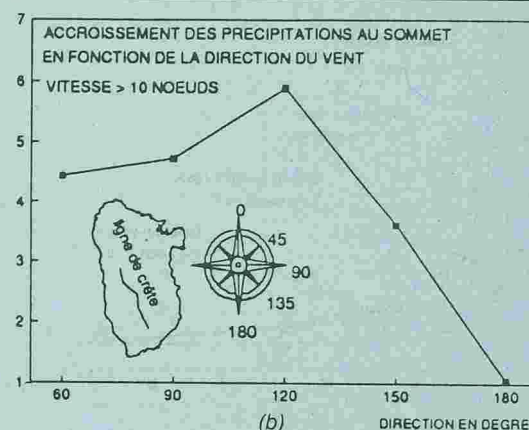 7
ACCROISSEMENT DES PRECIPITATIONS AU SOMMET
EN FONCTION DE LA DIRECTION DU VENT
VITESSE > 10 NOEUDS
6
5
4
3
2
1
ligne de crête
0
45
90
135
180
60
90
120
150
180
(b)
DIRECTION EN DEGRE